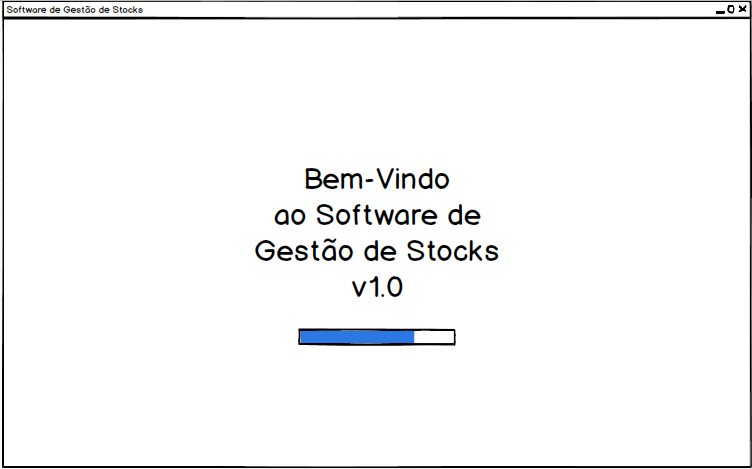 Software de Gestão de Stocks
Bem-Vindo
ao Software de
Gestão de Stocks
v1.0